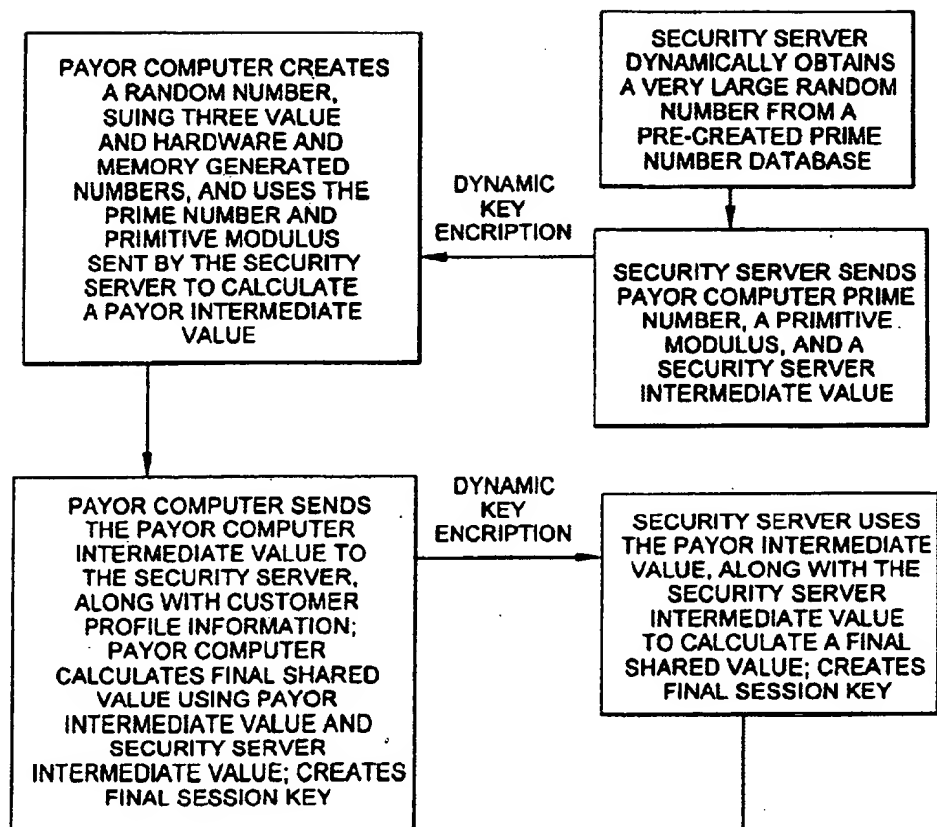 SECURITY SERVER
DYNAMICALLY OBTAINS
A VERY LARGE RANDOM
NUMBER FROM A
PRE-CREATED PRIME
NUMBER DATABASE
SECURITY SERVER SENDS
PAYOR COMPUTER PRIME
NUMBER, A PRIMITIVE
MODULUS, AND A
SECURITY SERVER
INTERMEDIATE VALUE
DYNAMIC
KEY
ENCRIPTION
PAYOR COMPUTER CREATES
A RANDOM NUMBER,
SUING THREE VALUE
AND HARDWARE AND
MEMORY GENERATED
NUMBERS, AND USES THE
PRIME NUMBER AND
PRIMITIVE MODULUS
SENT BY THE SECURITY
SERVER TO CALCULATE
A PAYOR INTERMEDIATE
VALUE
PAYOR COMPUTER SENDS
THE PAYOR COMPUTER
INTERMEDIATE VALUE TO
THE SECURITY SERVER,
ALONG WITH CUSTOMER
PROFILE INFORMATION;
PAYOR COMPUTER
CALCULATES FINAL SHARED
VALUE USING PAYOR
INTERMEDIATE VALUE AND
SECURITY SERVER
INTERMEDIATE VALUE; CREATES
FINAL SESSION KEY
DYNAMIC
KEY
ENCRIPTION
SECURITY SERVER USES
THE PAYOR INTERMEDIATE
VALUE, ALONG WITH THE
SECURITY SERVER
INTERMEDIATE VALUE
TO CALCULATE A FINAL
SHARED VALUE; CREATES
FINAL SESSION KEY